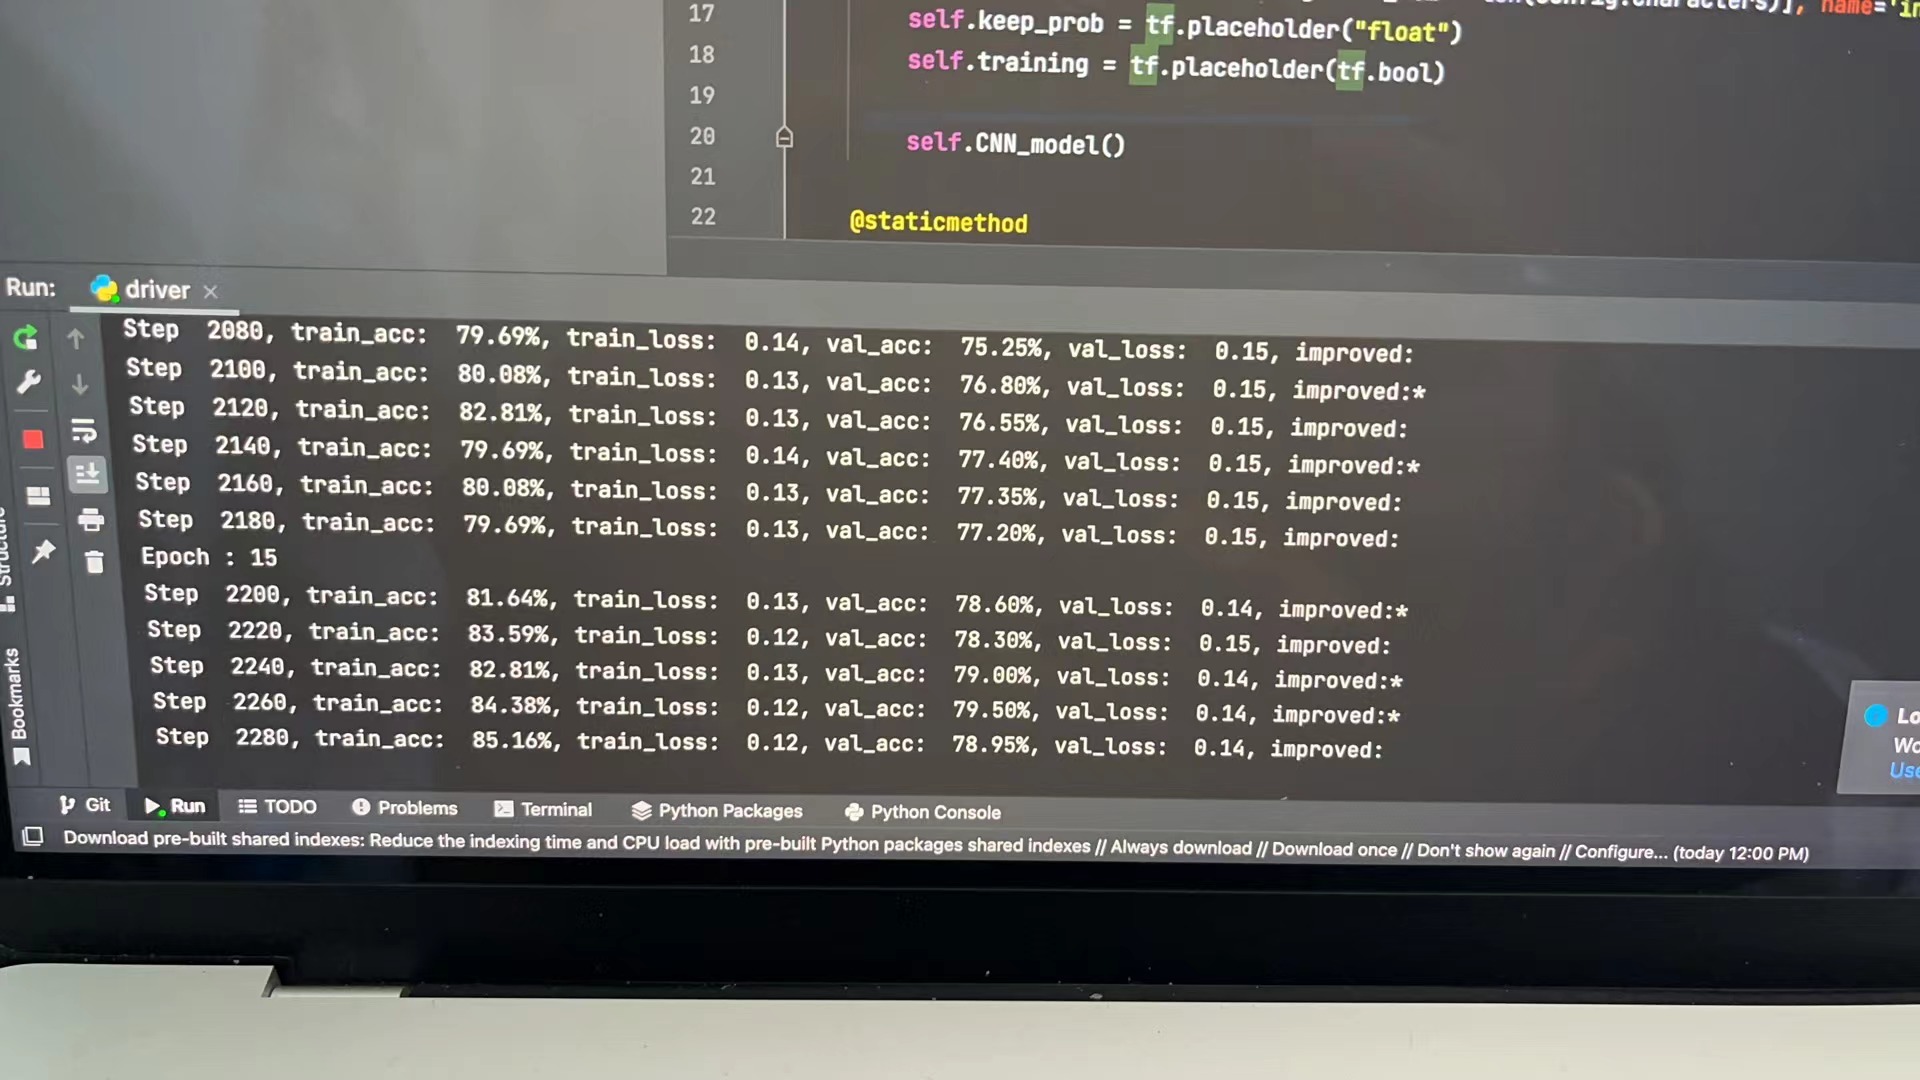 17 self.keep_prob = tf.placeholder("float")
18 self.training = tf.placeholder(tf.bool)
19
20 self.CNN_model()
21
22 @staticmethod
Run: driver ×
Step 2080, train_acc: 79.69%, train_loss: 0.14, val_acc: 75.25%, val_loss: 0.15, improved:
Step 2100, train_acc: 80.08%, train_loss: 0.13, val_acc: 76.80%, val_loss: 0.15, improved:*
Step 2120, train_acc: 82.81%, train_loss: 0.13, val_acc: 76.55%, val_loss: 0.15, improved:
Step 2140, train_acc: 79.69%, train_loss: 0.14, val_acc: 77.40%, val_loss: 0.15, improved:*
Step 2160, train_acc: 80.08%, train_loss: 0.13, val_acc: 77.35%, val_loss: 0.15, improved:
Step 2180, train_acc: 79.69%, train_loss: 0.13, val_acc: 77.20%, val_loss: 0.15, improved:
Epoch : 15
Step 2200, train_acc: 81.64%, train_loss: 0.13, val_acc: 78.60%, val_loss: 0.14, improved:*
Step 2220, train_acc: 83.59%, train_loss: 0.12, val_acc: 78.30%, val_loss: 0.15, improved:
Step 2240, train_acc: 82.81%, train_loss: 0.13, val_acc: 79.00%, val_loss: 0.14, improved:*
Step 2260, train_acc: 84.38%, train_loss: 0.12, val_acc: 79.50%, val_loss: 0.14, improved:*
Step 2280, train_acc: 85.16%, train_loss: 0.12, val_acc: 78.95%, val_loss: 0.14, improved:
Bookmarks
Git Run TODO Problems Terminal Python Packages Python Console
Download pre-built shared indexes: Reduce the indexing time and CPU load with pre-built Python packages shared indexes // Always download // Download once // Don't show again // Configure... (today 12:00 PM)